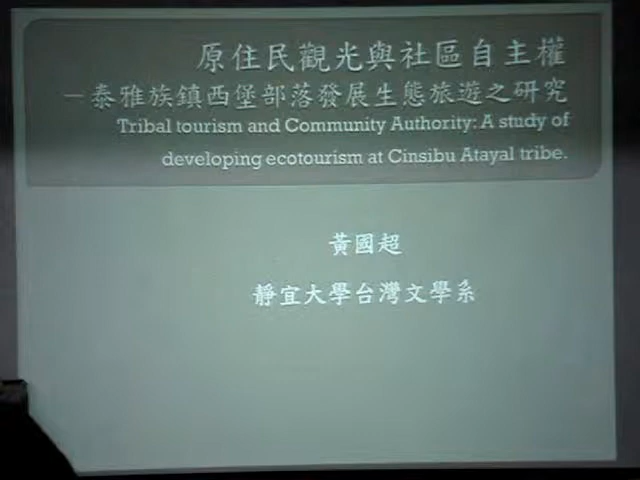 原住民觀光與社區自主權
－泰雅族鎮西堡部落發展生態旅遊之研究
Tribal tourism and Community Authority: A study of
developing ecotourism at Cinsibu Atayal tribe.
黃國超
靜宜大學台灣文學系